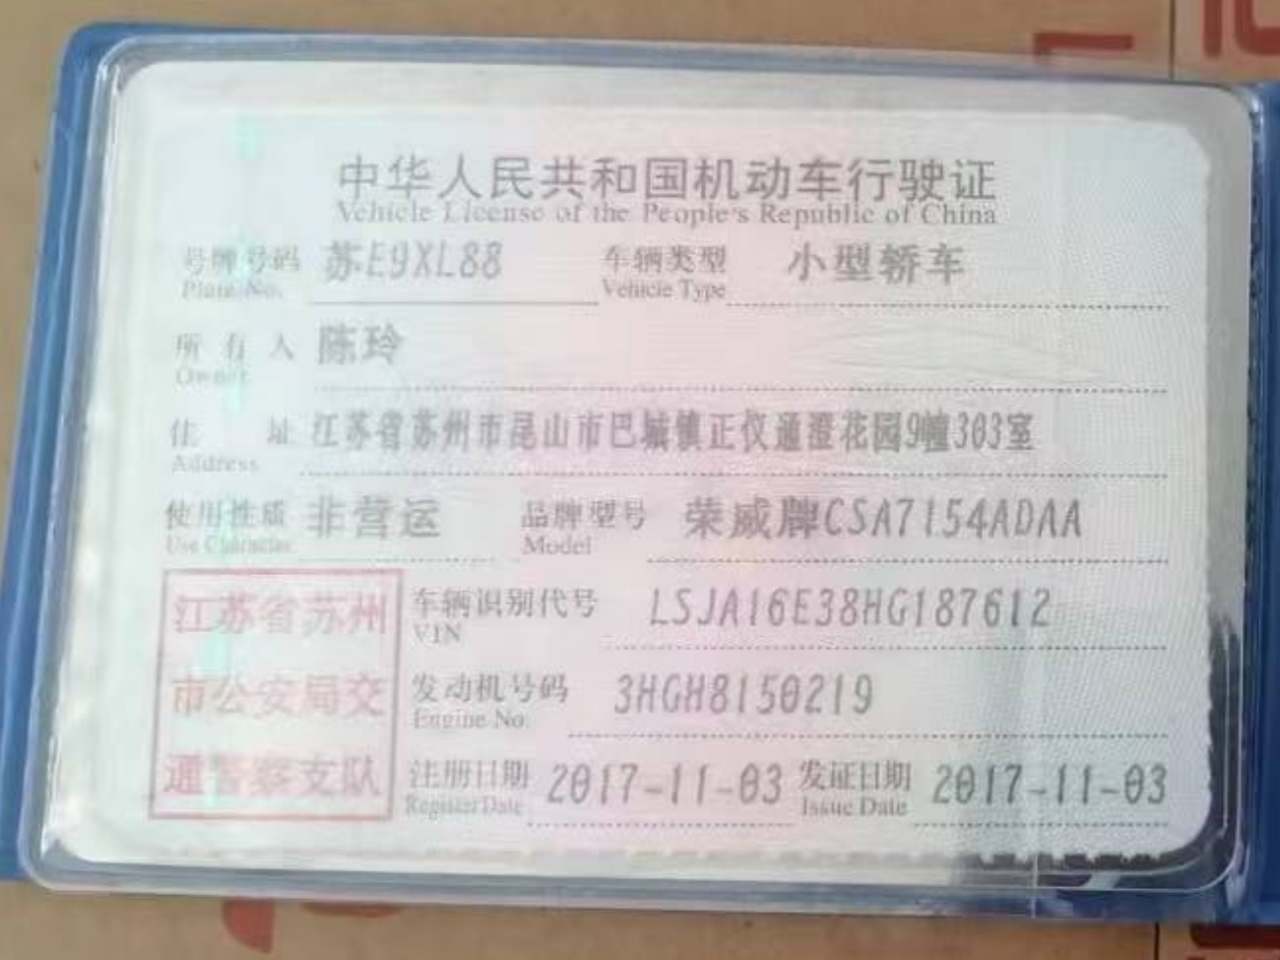 中华人民共和国机动车行驶证
Vehicle License of the People's Republic of China
号牌号码 苏E9XL88 车辆类型 小型轿车
Plate No. Vehicle Type
所有人 陈玲
Owner
住址 江苏省苏州市昆山市巴城镇正仪通澄花园9幢303室
Address
使用性质 非营运 品牌型号 荣威牌CSA7154ADAA
Use Character Model
江苏省苏州 车辆识别代号 LSJA16E38HG187612
VIN
市公安局交 发动机号码 3HGH8150219
Engine No.
通警察支队 注册日期 2017-11-03 发证日期 2017-11-03
Register Date Issue Date